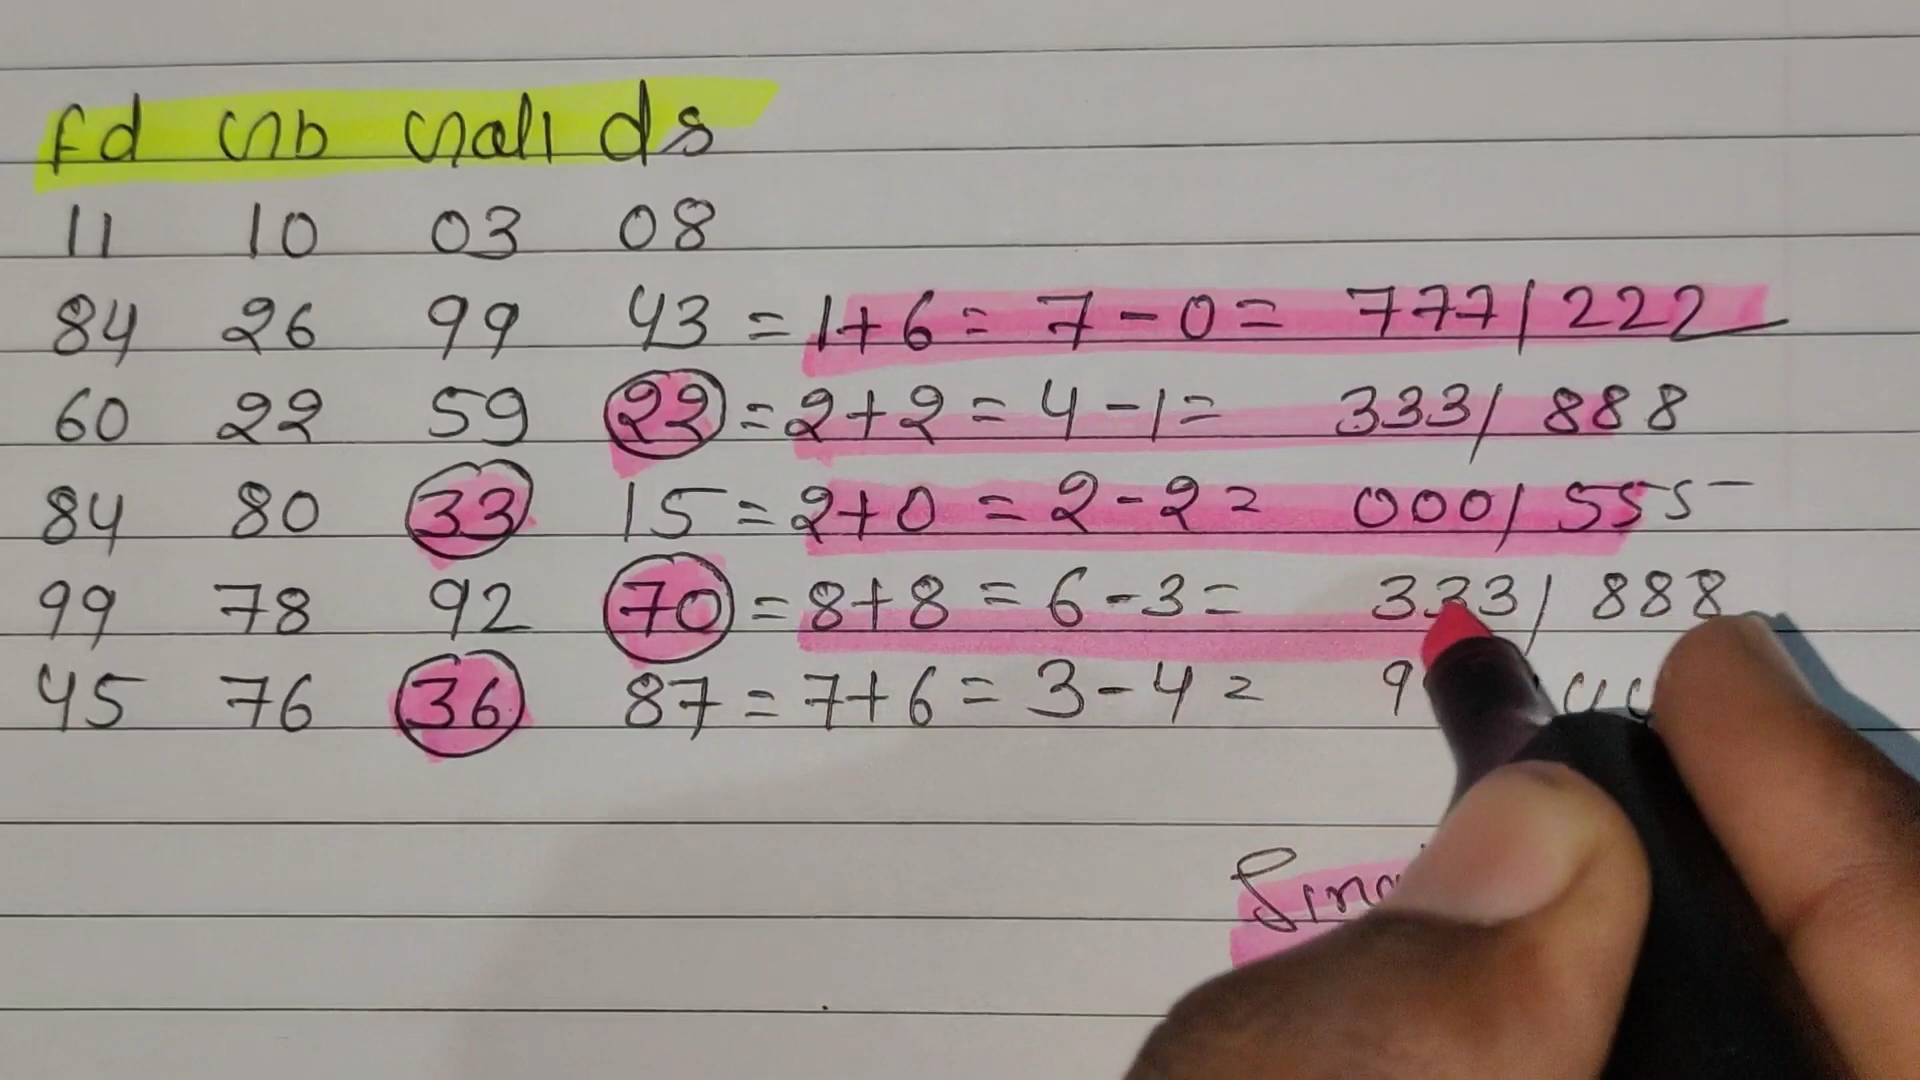 fd gb gali ds
11 10 03 08
84 26 99 43 = 1+6 = 7-0 = 777/222
60 22 59 22 = 2+2 = 4-1 = 333/888
84 80 33 15 = 2+0 = 2-2 = 000/555
99 78 92 70 = 8+8 = 6-3 = 333/888
45 76 36 87 = 7+6 = 3-4 =